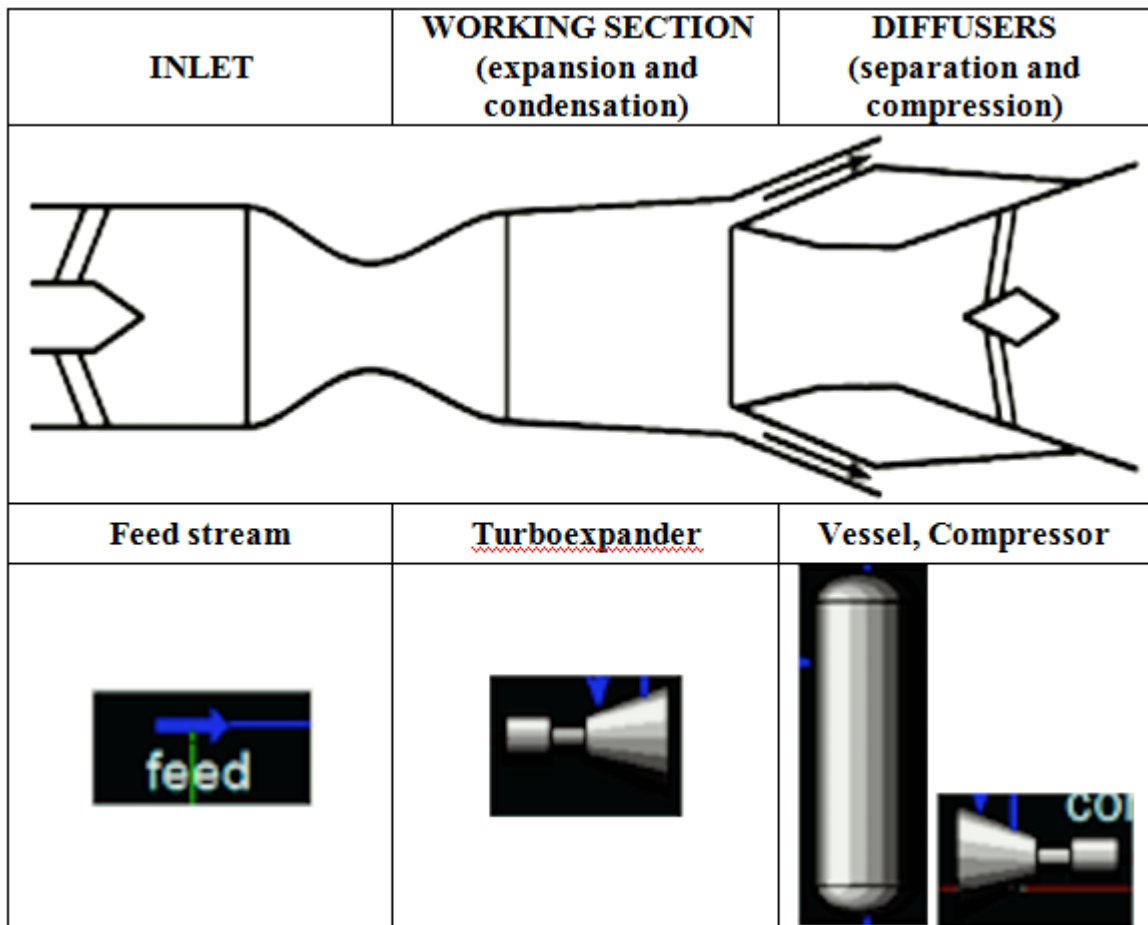 INLET
WORKING SECTION
(expansion and
condensation)
DIFFUSERS
(separation and
compression)
Feed stream
Turboexpander
Vessel, Compressor
feed